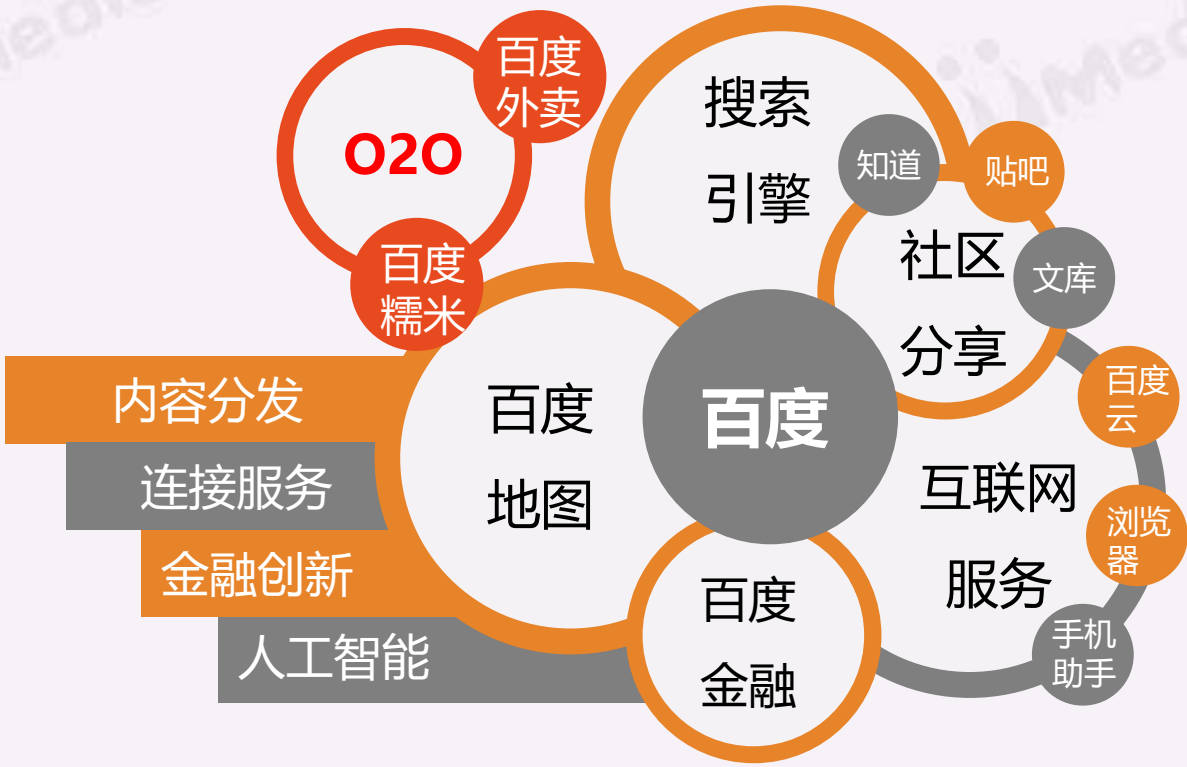 百度
外卖
O2O
百度
糯米
搜索
引擎
知道
贴吧
文库
社区
分享
百度
云
浏览
器
手机
助手
互联网
服务
百度
百度
地图
百度
金融
内容分发
连接服务
金融创新
人工智能